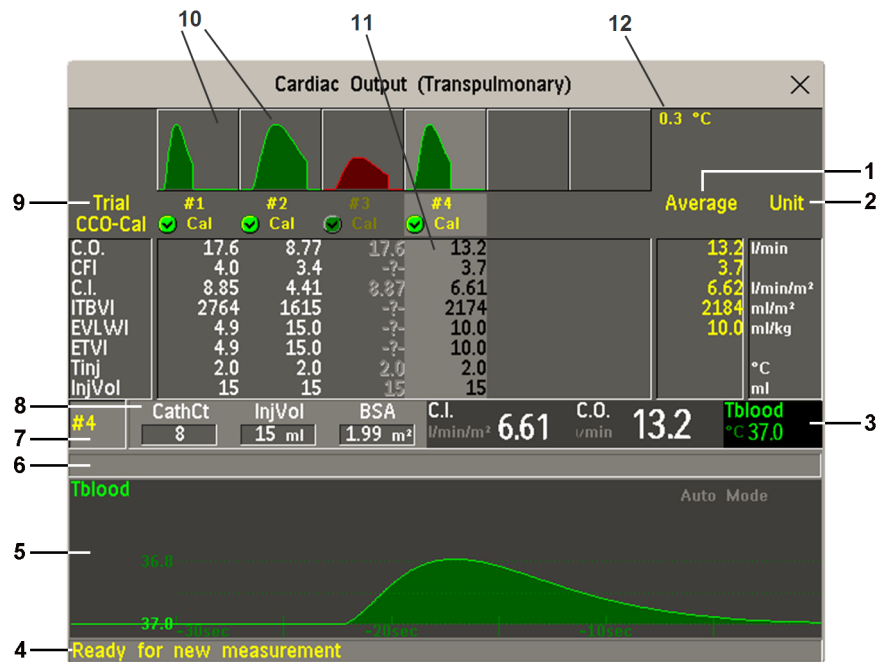 10 11 12
Cardiac Output (Transpulmonary)
0.3 °C
1
9 Trial #1 #2 #3 #4 Average Unit 2
CCO-Cal Cal Cal Cal Cal
C.O. 17.6 8.77 17.6 13.2 13.2 l/min
CFI 4.0 3.4 -?- 3.7 3.7
C.I. 8.85 4.41 8.87 6.61 6.62 l/min/m²
ITBVI 2764 1615 -?- 2174 2184 ml/m²
EVLWI 4.9 15.0 -?- 10.0 10.0 ml/kg
ETVI 4.9 15.0 -?- 10.0
Tinj 2.0 2.0 2.0 2.0 °C
InjVol 15 15 15 15 ml
8 CathCt InjVol BSA C.I. C.O. Tblood
#4 l/min/m² 6.61 l/min 13.2 °C 37.0 3
7 8 15 ml 1.99 m²
6
Tblood Auto Mode
5
36.8
37.0
-30sec -20sec -10sec
4 Ready for new measurement